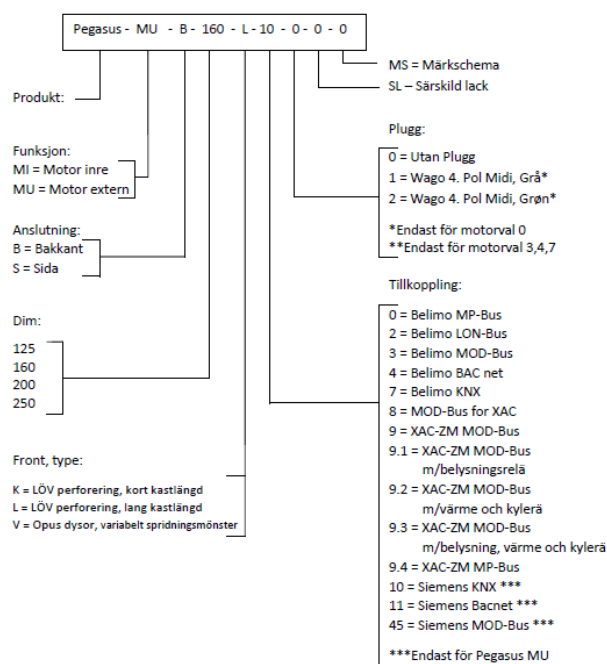 Pegasus - MU - B - 160 - L - 10 - 0 - 0 - 0
MS = Märkschema
SL – Särskild lack
Produkt:
Funksjon:
MI = Motor inre
MU = Motor extern
Anslutning:
B = Bakkant
S = Sida
Dim:
125
160
200
250
Front, type:
K = LÖV perforering, kort kastlängd
L = LÖV perforering, lang kastlängd
V = Opus dysor, variabelt spridningsmönster
Plugg:
0 = Utan Plugg
1 = Wago 4. Pol Midi, Grå*
2 = Wago 4. Pol Midi, Grøn*
*Endast för motorval 0
**Endast för motorval 3,4,7
Tillkoppling:
0 = Belimo MP-Bus
2 = Belimo LON-Bus
3 = Belimo MOD-Bus
4 = Belimo BAC net
7 = Belimo KNX
8 = MOD-Bus for XAC
9 = XAC-ZM MOD-Bus
9.1 = XAC-ZM MOD-Bus
m/belysningsrelä
9.2 = XAC-ZM MOD-Bus
m/värme och kylerä
9.3 = XAC-ZM MOD-Bus
m/belysning, värme och kylerä
9.4 = XAC-ZM MP-Bus
10 = Siemens KNX ***
11 = Siemens Bacnet ***
45 = Siemens MOD-Bus ***
***Endast för Pegasus MU